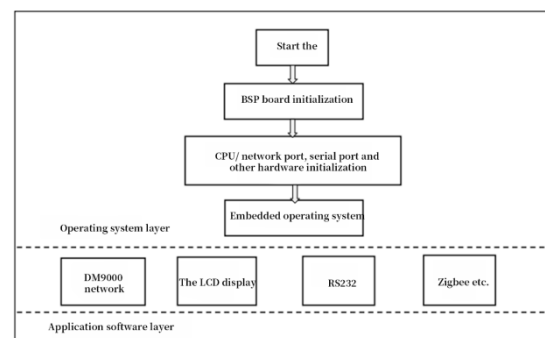 Start the
BSP board initialization
CPU/ network port, serial port and
other hardware initialization
Embedded operating system
Operating system layer
DM9000
network
The LCD display
RS232
Zigbee etc.
Application software layer